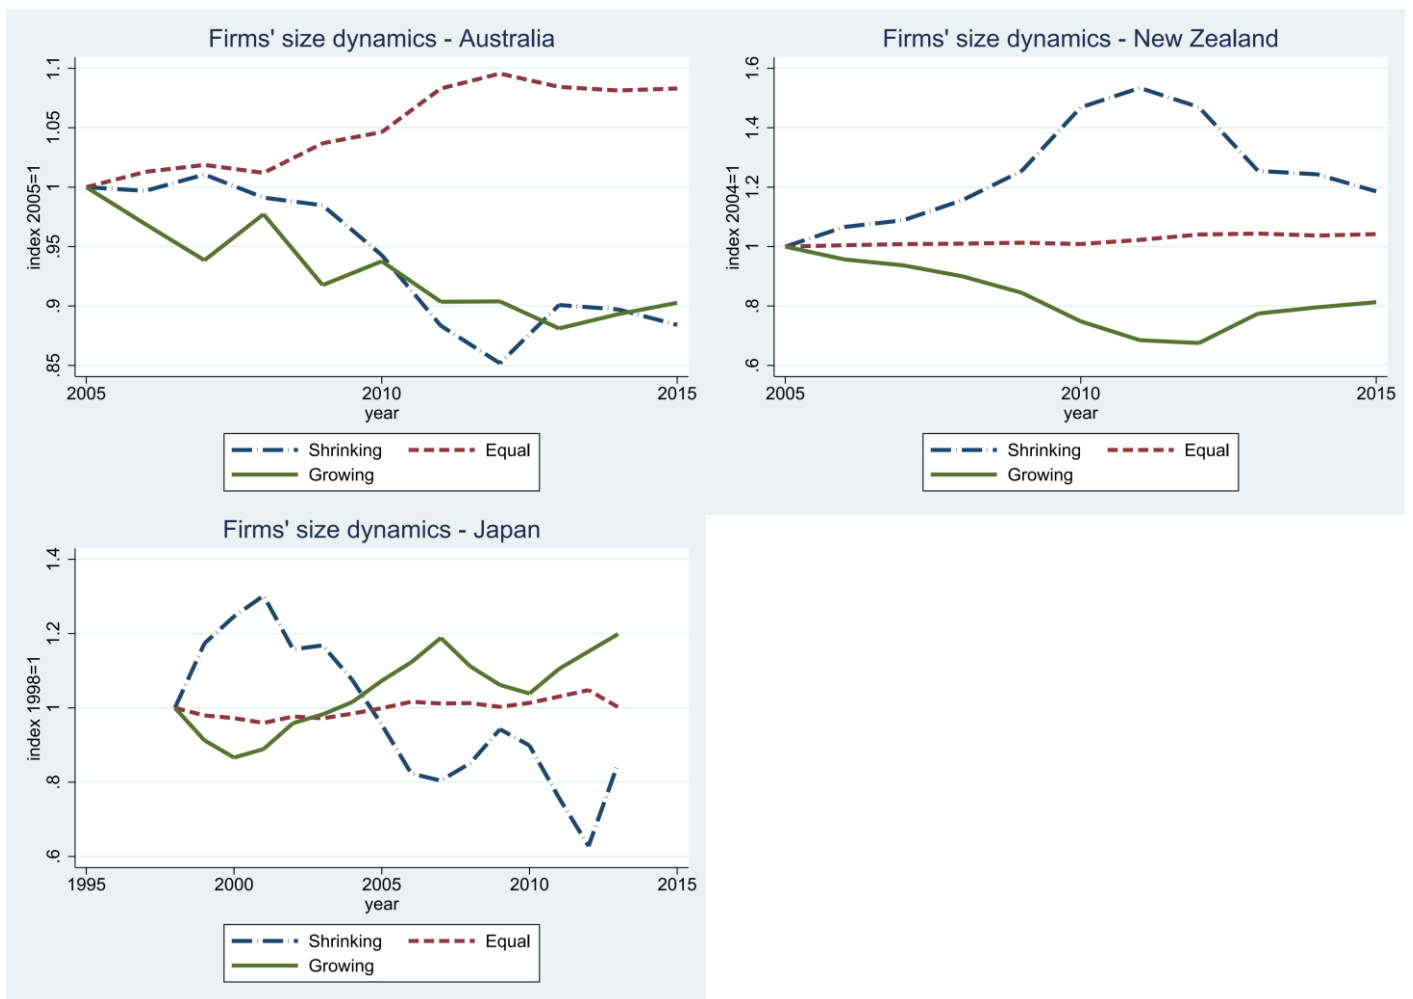 Firms' size dynamics - Australia
index 2005=1
1.1
1.05
1
.95
.9
.85
2005 2010 2015
year
Shrinking Equal
Growing
Firms' size dynamics - New Zealand
index 2004=1
1.6
1.4
1.2
1
.8
.6
2005 2010 2015
year
Shrinking Equal
Growing
Firms' size dynamics - Japan
index 1998=1
1.4
1.2
1
.8
.6
1995 2000 2005 2010 2015
year
Shrinking Equal
Growing